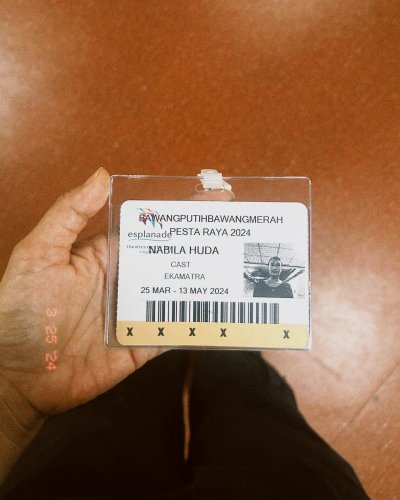 BAWANGPUTIHBAWANGMERAH
PESTA RAYA 2024
esplanade
NABILA HUDA
CAST
EKAMATRA
25 MAR - 13 MAY 2024
X X X X X
3 25 '24